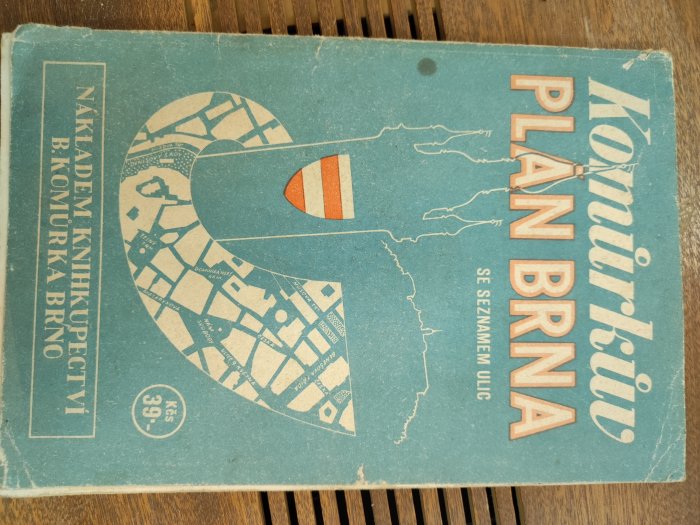 Komůrkův
PLÁN BRNA
SE SEZNAMEM ULIC
Kčs
39.-
NÁKLADEM KNIHKUPECTVÍ
B. KOMŮRKA BRNO